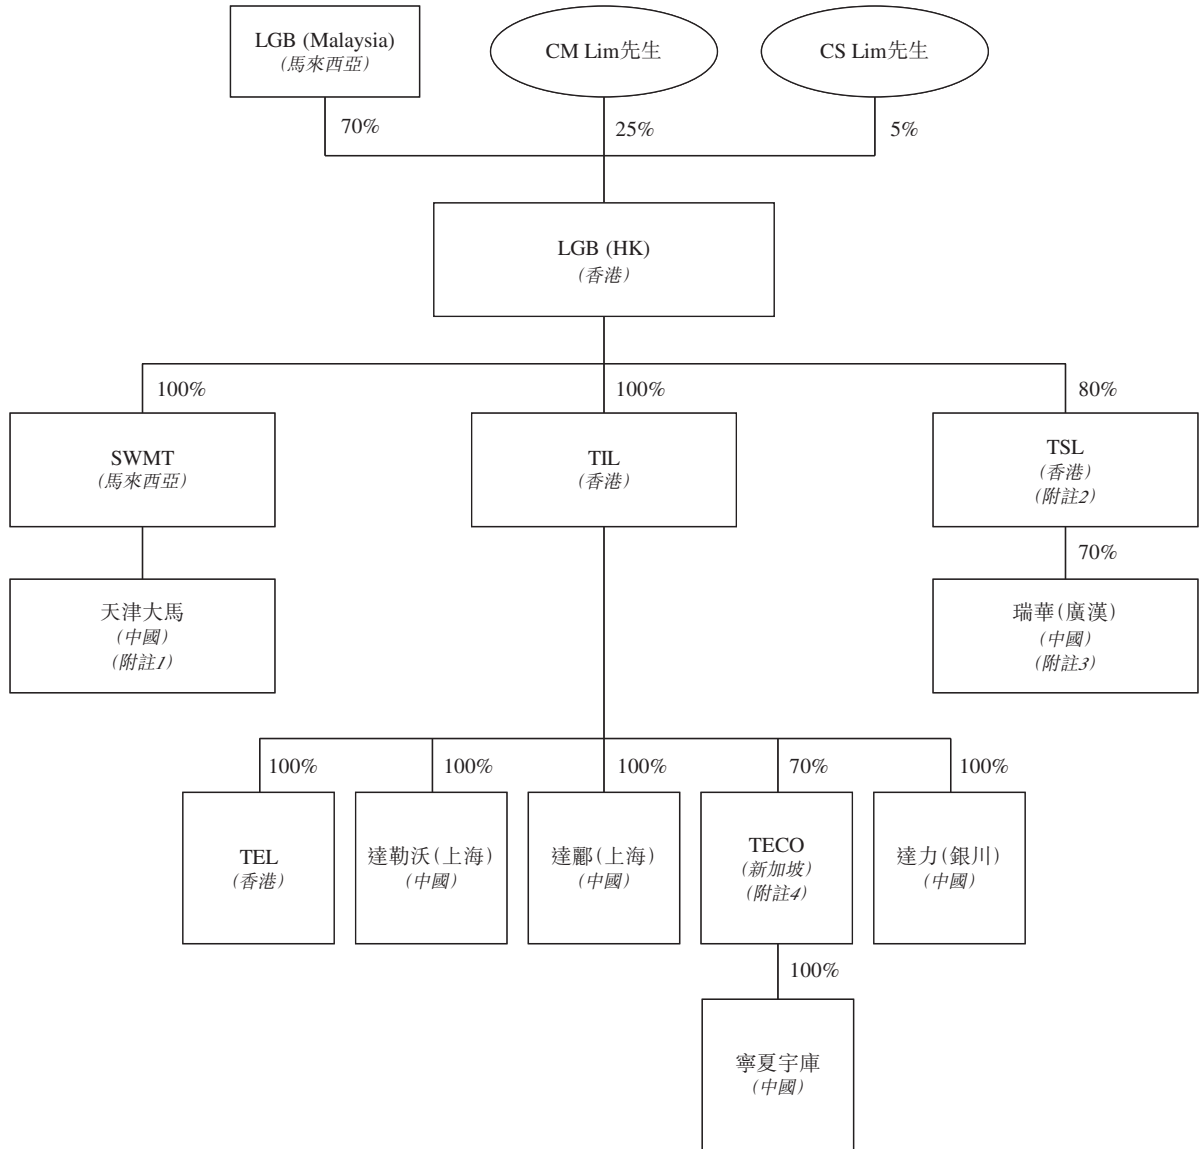 LGB (Malaysia)
(馬來西亞)
CM Lim先生
CS Lim先生
70%
25%
5%
LGB (HK)
(香港)
100%
100%
80%
SWMT
(馬來西亞)
TIL
(香港)
TSL
(香港)
(附註2)
70%
天津大馬
(中國)
(附註1)
瑞華(廣漢)
(中國)
(附註3)
100%
100%
100%
70%
100%
TEL
(香港)
達勒沃(上海)
(中國)
達酈(上海)
(中國)
TECO
(新加坡)
(附註4)
達力(銀川)
(中國)
100%
寧夏宇庫
(中國)